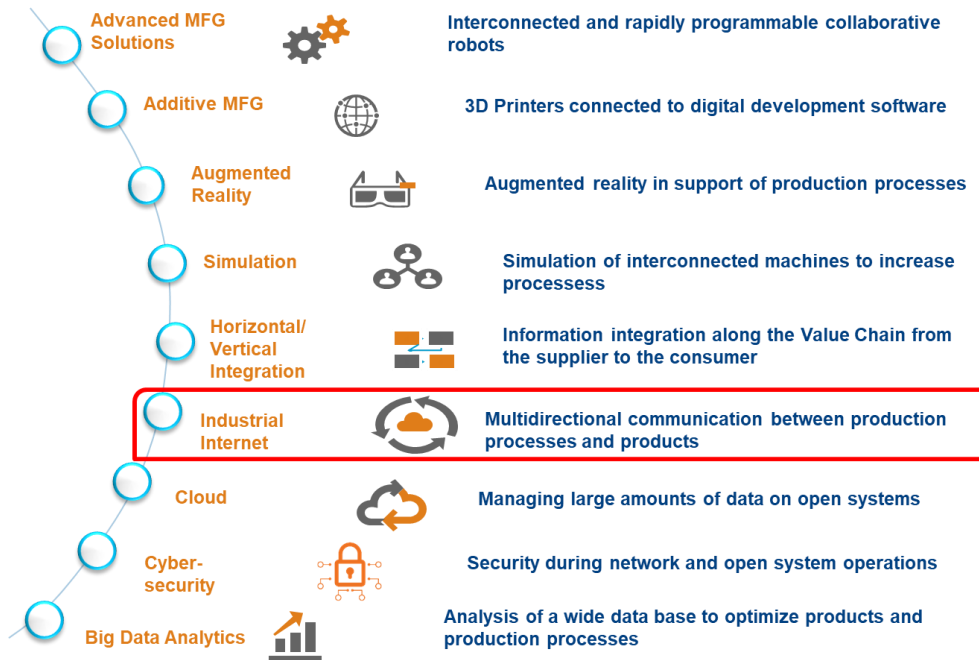 Advanced MFG
Solutions
Interconnected and rapidly programmable collaborative
robots
Additive MFG
3D Printers connected to digital development software
Augmented
Reality
Augmented reality in support of production processes
Simulation
Simulation of interconnected machines to increase
processess
Horizontal/
Vertical
Integration
Information integration along the Value Chain from
the supplier to the consumer
Industrial
Internet
Multidirectional communication between production
processes and products
Cloud
Managing large amounts of data on open systems
Cyber-
security
Security during network and open system operations
Big Data Analytics
Analysis of a wide data base to optimize products and
production processes